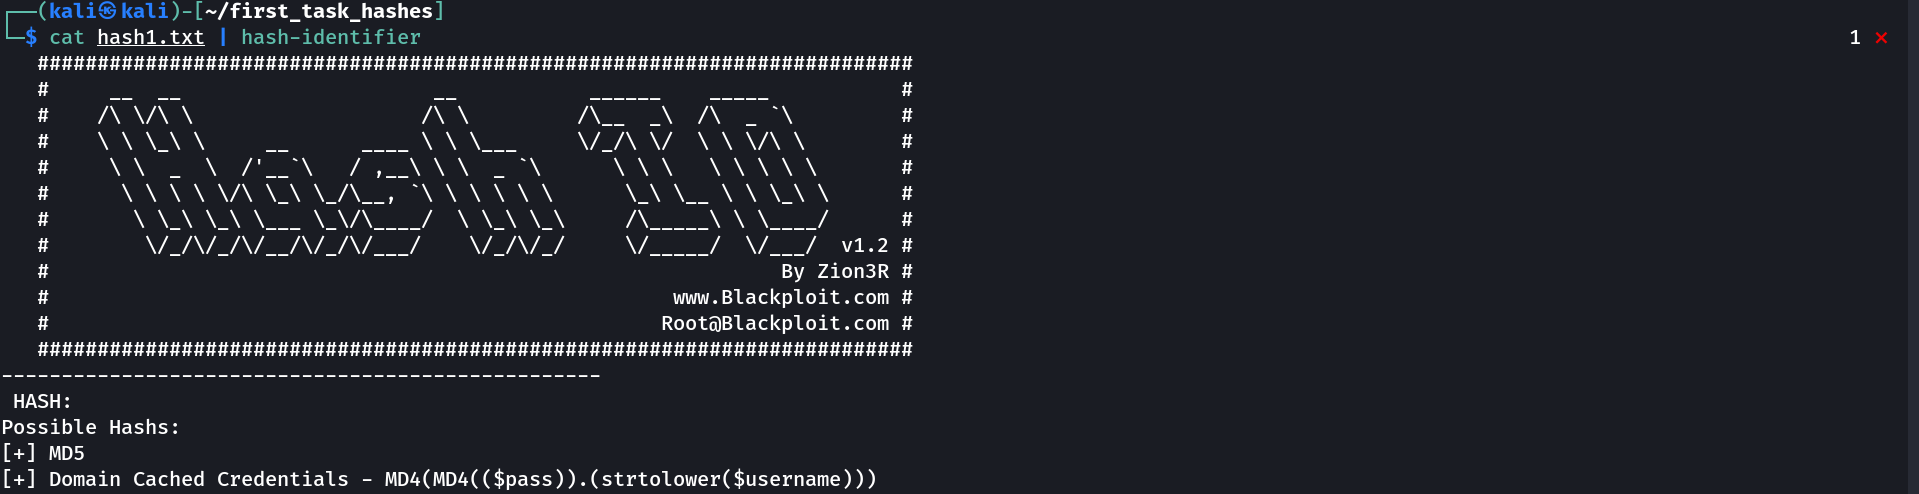 ┌──(kali㉿kali)-[~/first_task_hashes]
└─$ cat hash1.txt | hash-identifier 1 ⨯
   #########################################################################
   #     __  __                     __           ______    _____           #
   #    /\ \/\ \                   /\ \         /\__  _\  /\  _ `\         #
   #    \ \ \_\ \     __      ____ \ \ \___     \/_/\ \/  \ \ \/\ \        #
   #     \ \  _  \  /'__`\   / ,__\ \ \  _ `\      \ \ \   \ \ \ \ \       #
   #      \ \ \ \ \/\ \_\ \_/\__, `\ \ \ \ \ \      \_\ \__ \ \ \_\ \      #
   #       \ \_\ \_\ \___ \_\/\____/  \ \_\ \_\     /\_____\ \ \____/      #
   #        \/_/\/_/\/__/\/_/\/___/    \/_/\/_/     \/_____/  \/___/  v1.2 #
   #                                                             By Zion3R #
   #                                                    www.Blackploit.com #
   #                                                   Root@Blackploit.com #
   #########################################################################
--------------------------------------------------
 HASH:
Possible Hashs:
[+] MD5
[+] Domain Cached Credentials - MD4(MD4(($pass)).(strtolower($username)))